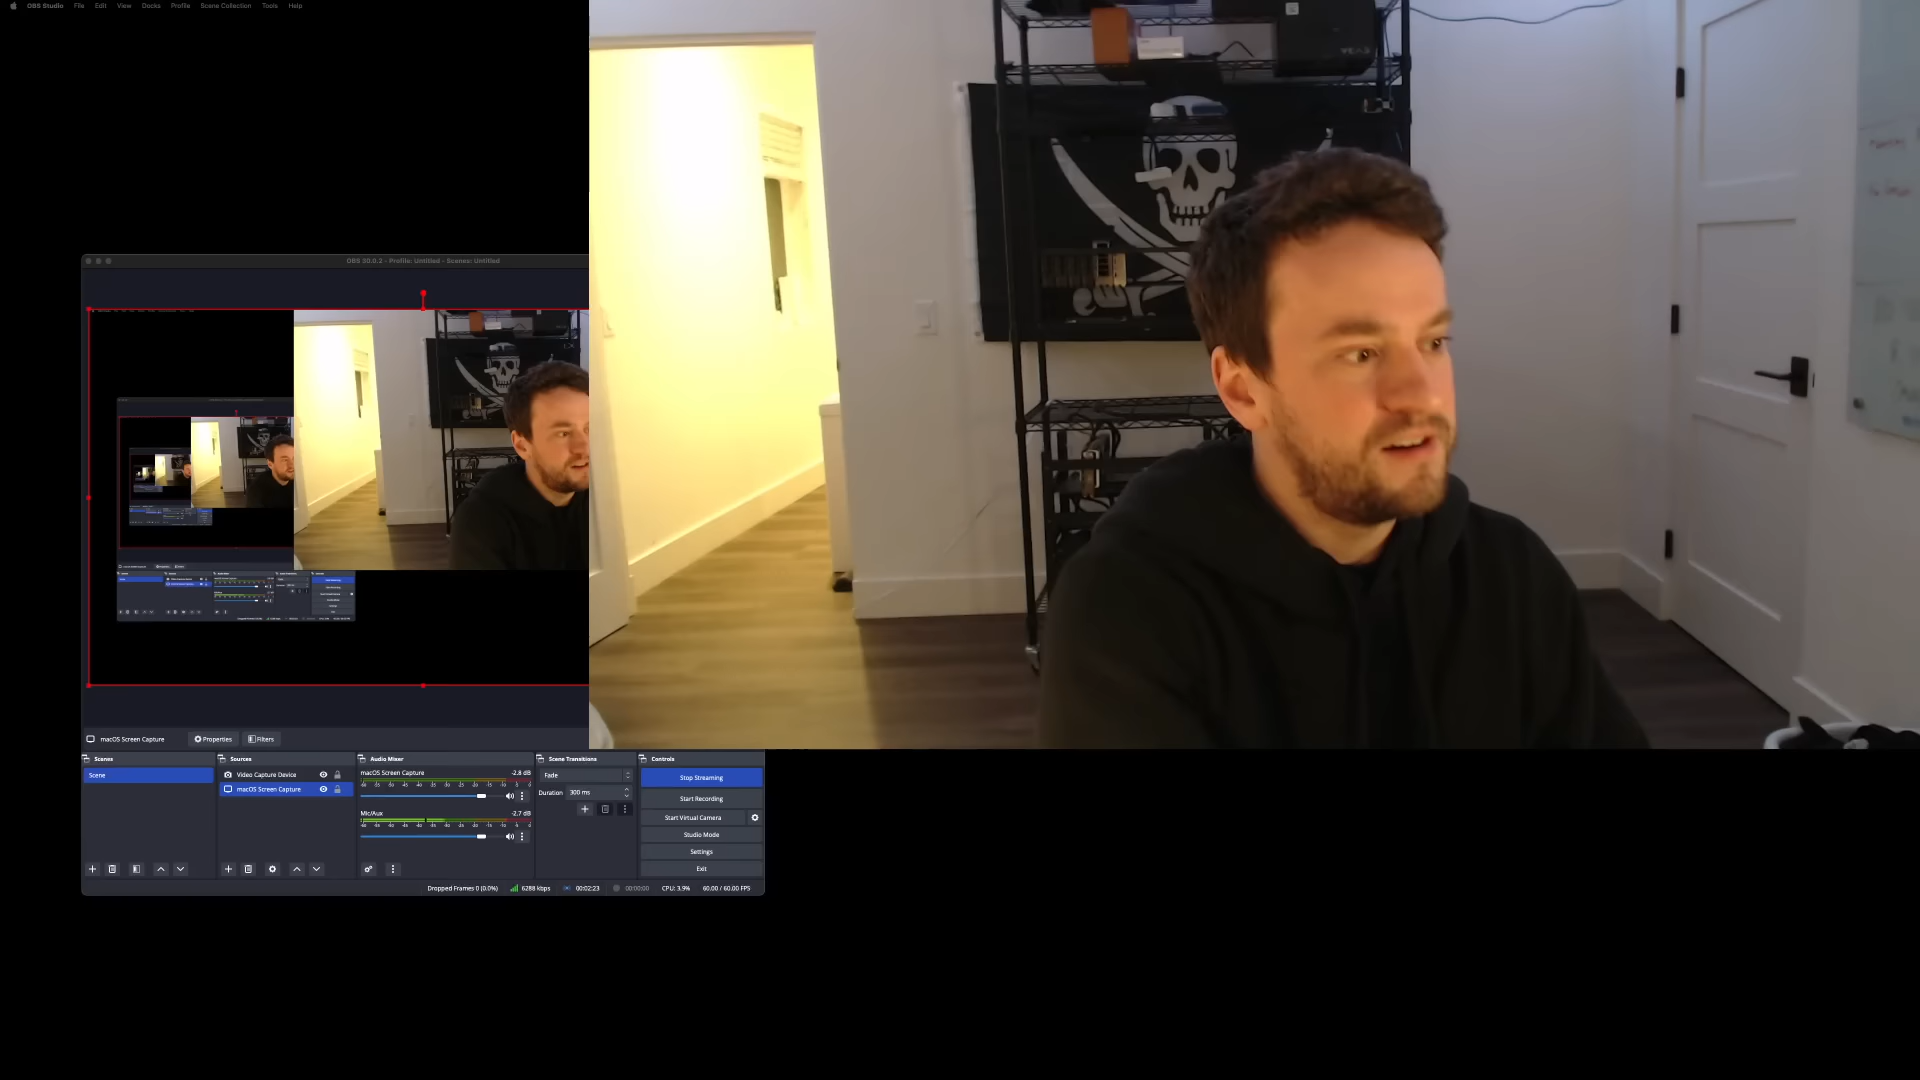 OBS Studio File Edit View Docks Profile Scene Collection Tools Help
OBS 30.0.2 - Profile: Untitled - Scenes: Untitled
macOS Screen Capture Properties Filters
Scenes
Scene
Sources
Video Capture Device
macOS Screen Capture
Audio Mixer
macOS Screen Capture -2.8 dB
Mic/Aux -2.7 dB
Scene Transitions
Fade
Duration 300 ms
Controls
Stop Streaming
Start Recording
Start Virtual Camera
Studio Mode
Settings
Exit
Dropped Frames 0 (0.0%) 6288 kbps 00:02:23 00:00:00 CPU: 3.9% 60.00 / 60.00 FPS